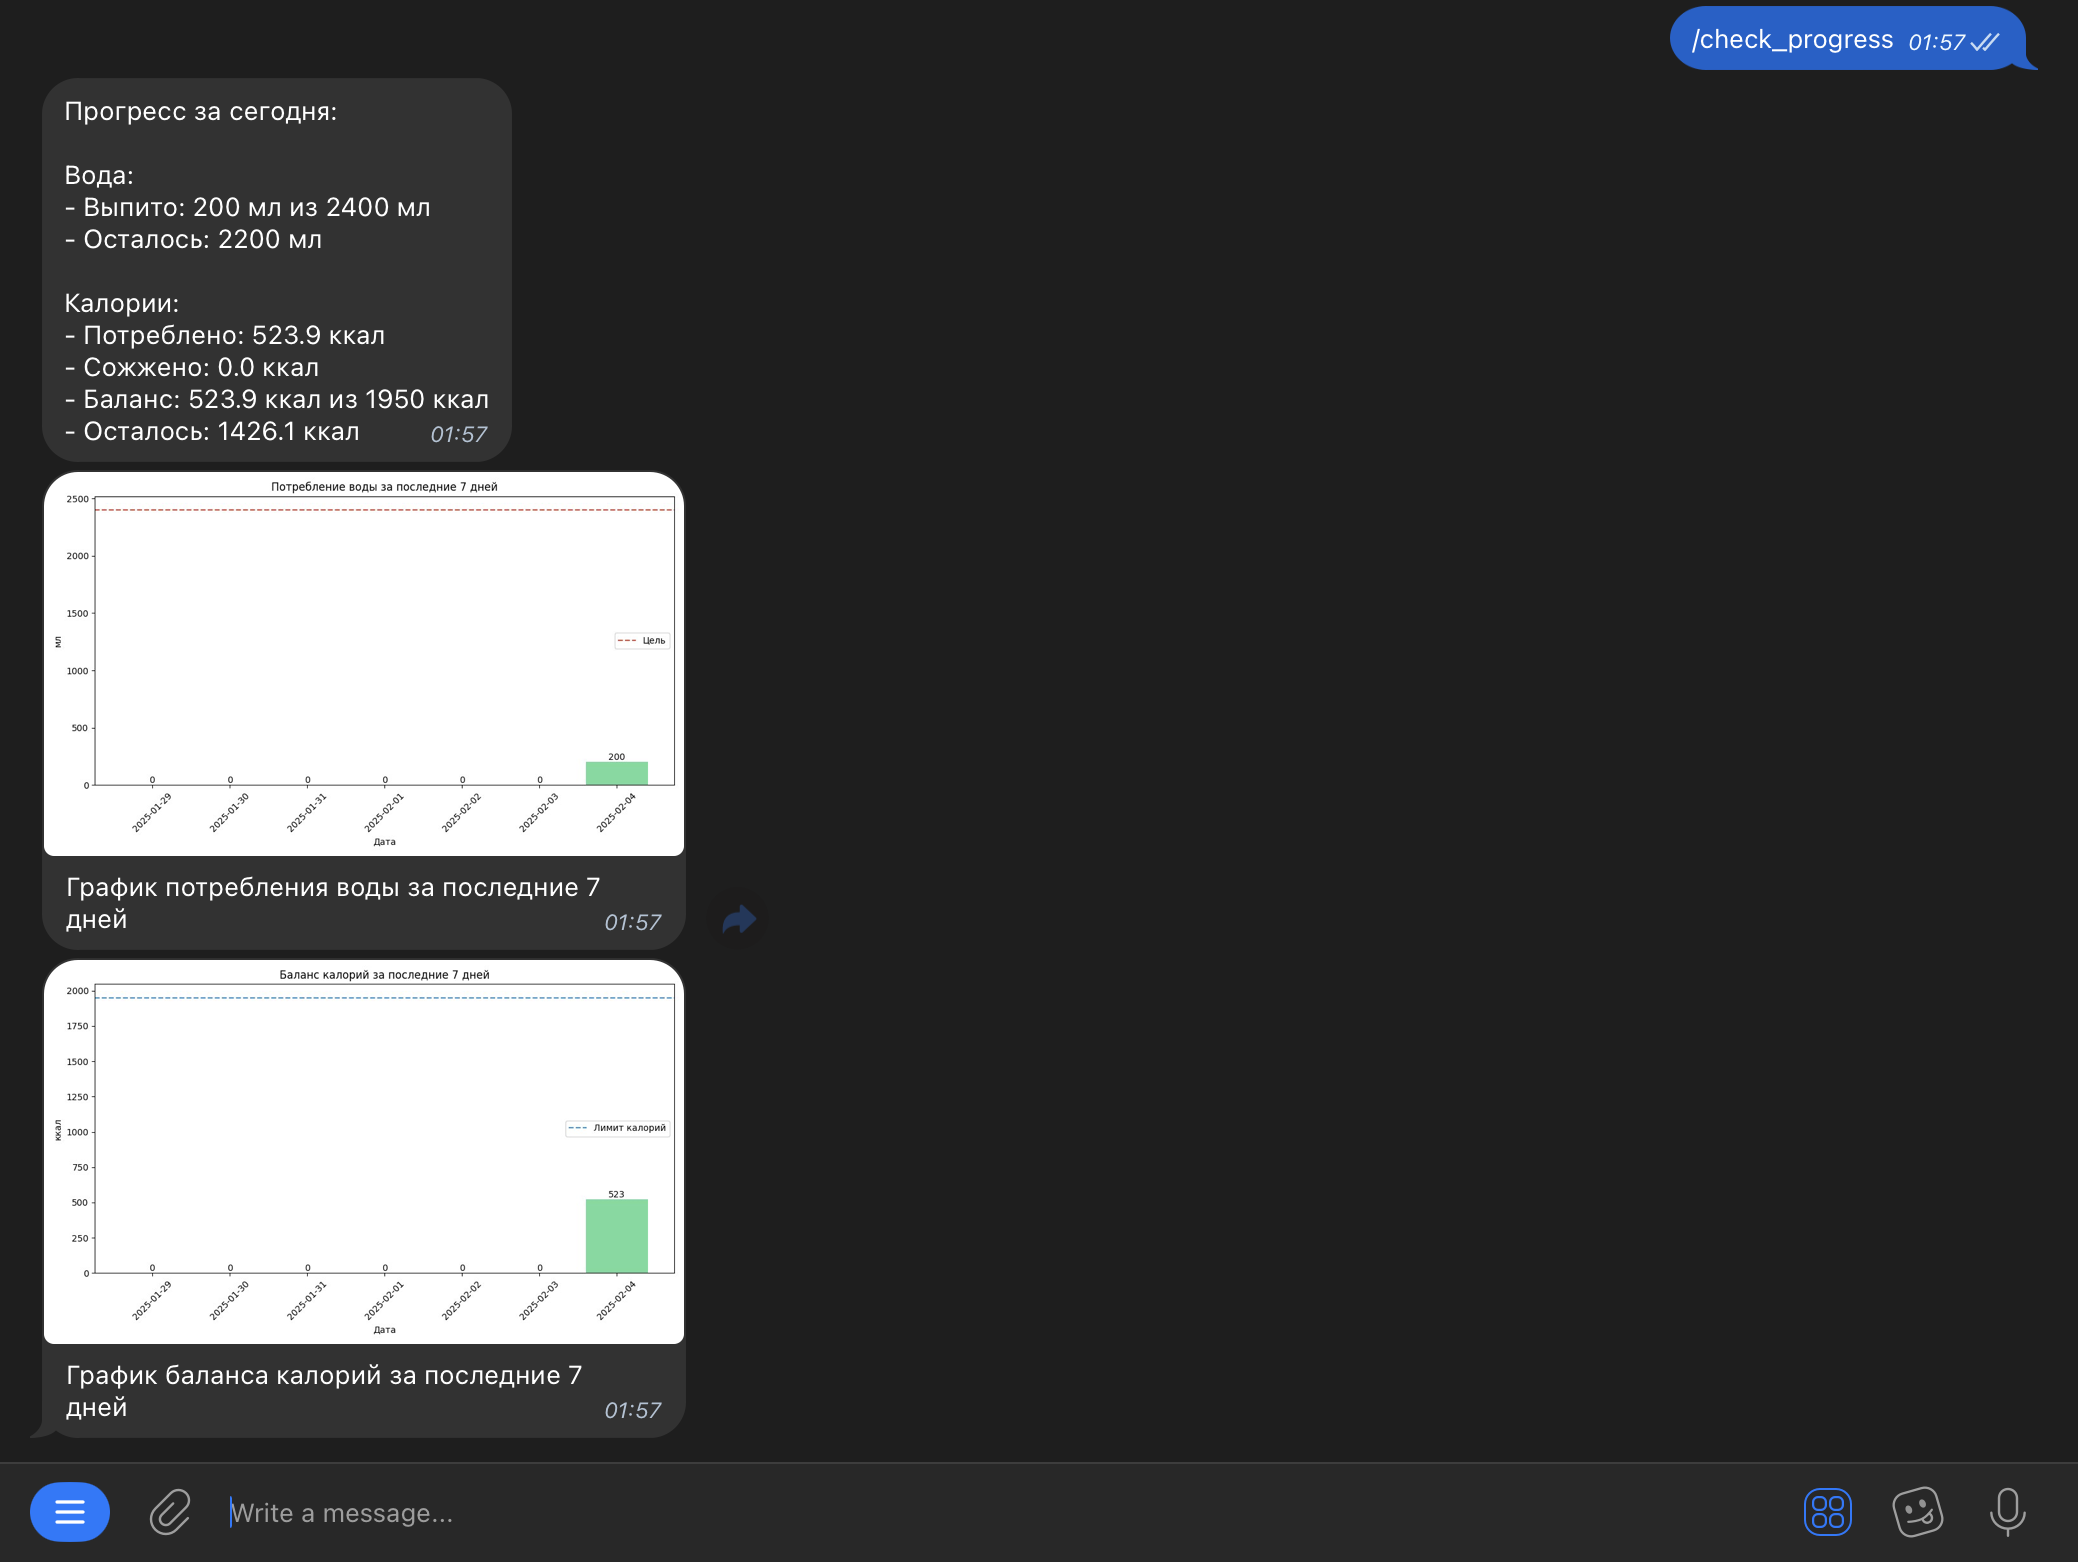 /check_progress 01:57
Прогресс за сегодня:
Вода:
- Выпито: 200 мл из 2400 мл
- Осталось: 2200 мл
Калории:
- Потреблено: 523.9 ккал
- Сожжено: 0.0 ккал
- Баланс: 523.9 ккал из 1950 ккал
- Осталось: 1426.1 ккал 01:57
Потребление воды за последние 7 дней
2500
2000
1500
1000
500
0
мл
Цель
0 0 0 0 0 0 200
2025-01-29 2025-01-30 2025-01-31 2025-02-01 2025-02-02 2025-02-03 2025-02-04
Дата
График потребления воды за последние 7
дней 01:57
Баланс калорий за последние 7 дней
2000
1750
1500
1250
1000
750
500
250
0
ккал
Лимит калорий
0 0 0 0 0 0 523
2025-01-29 2025-01-30 2025-01-31 2025-02-01 2025-02-02 2025-02-03 2025-02-04
Дата
График баланса калорий за последние 7
дней 01:57
Write a message...